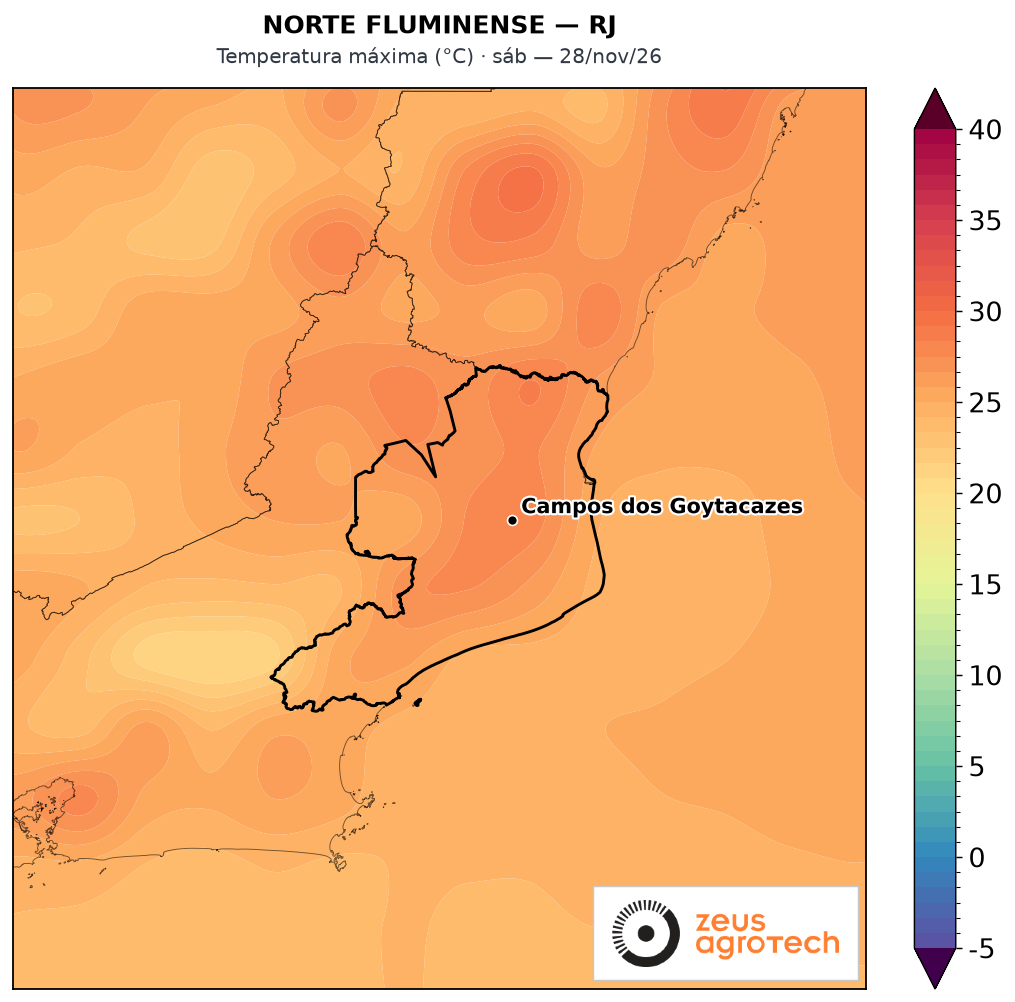 NORTE FLUMINENSE — RJ
Temperatura máxima (°C) · sáb — 28/nov/26
40
35
30
25
20
15
10
5
0
-5
Campos dos Goytacazes
zeus
agrotech